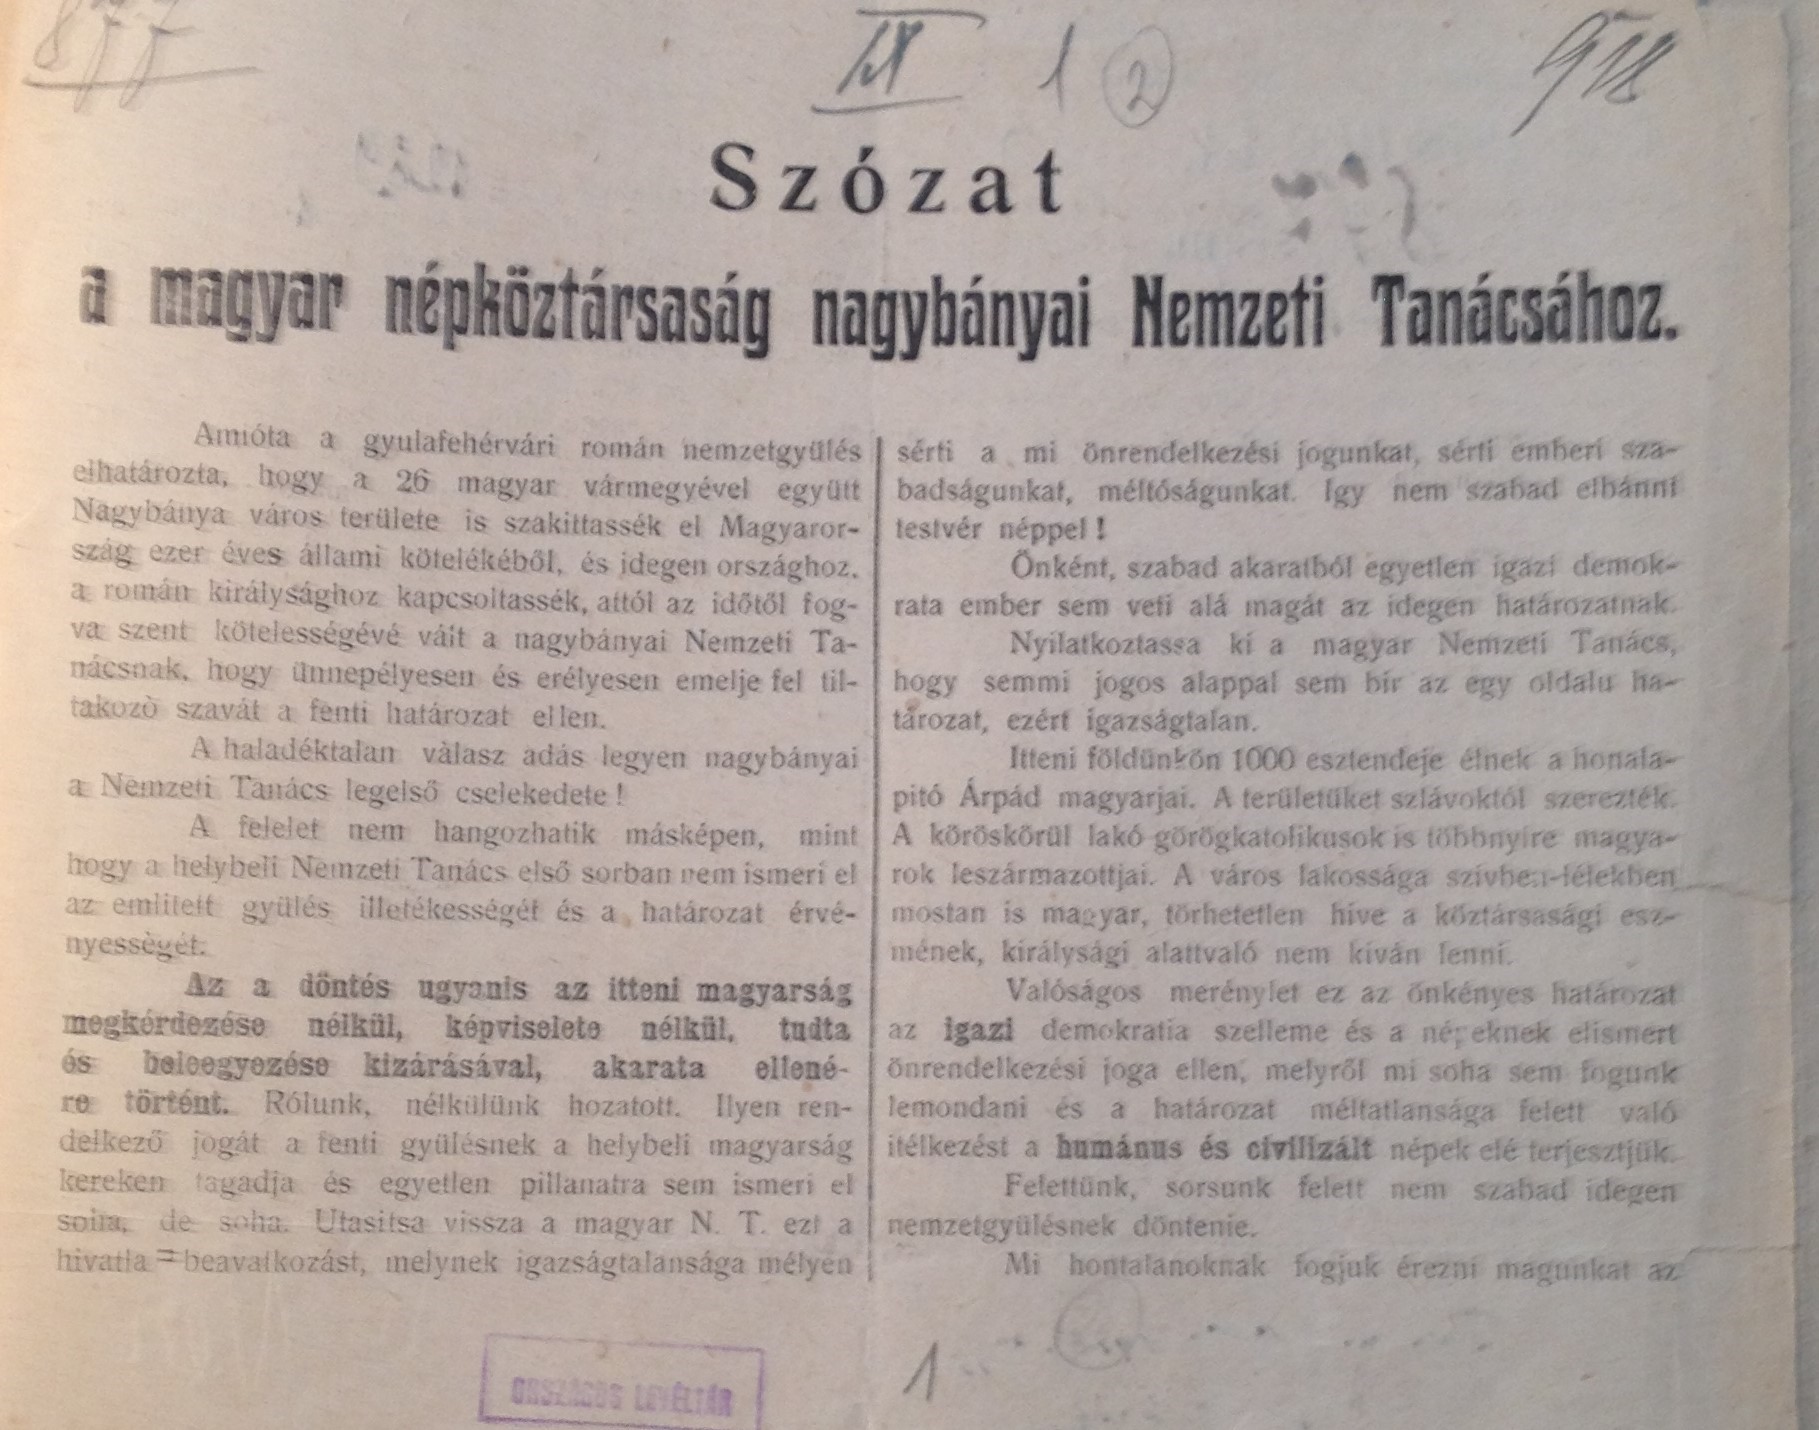 877
IX 1 2
918
Szózat
a magyar népköztársaság nagybányai Nemzeti Tanácsához.
Amióta a gyulafehérvári román nemzetgyülés
elhatározta, hogy a 26 magyar vármegyével együtt
Nagybánya város területe is szakittassék el Magyaror-
szág ezer éves állami kötelékéből, és idegen országhoz,
a román királysághoz kapcsoltassék, attól az időtől fog-
va szent kötelességévé vált a nagybányai Nemzeti Ta-
nácsnak, hogy ünnepélyesen és erélyesen emelje fel til-
takozò szavát a fenti határozat ellen.
A haladéktalan vàlasz adás legyen nagybányai
a Nemzeti Tanács legelső cselekedete !
A felelet nem hangozhatik másképen, mint
hogy a helybeli Nemzeti Tanács első sorban nem ismeri el
az emlitett gyülés illetékességét és a határozat érvé-
nyességét.
Az a döntés ugyanis az itteni magyarság
megkérdezése nélkül, képviselete nélkül, tudta
és beleegyezése kizárásával, akarata ellené-
re történt. Rólunk, nélkülünk hozatott. Ilyen ren-
delkező jogát a fenti gyülésnek a helybeli magyarság
kereken tagadja és egyetlen pillanatra sem ismeri el
soha, de soha. Utasitsa vissza a magyar N. T. ezt a
hivatla = beavatkozást, melynek igazságtalansága mélyen
sérti a mi önrendelkezési jogunkat, sérti emberi sza-
badságunkat, méltóságunkat. Igy nem szabad elbánni
testvér néppel !
Önként, szabad akaratból egyetlen igazi demok-
rata ember sem veti alá magát az idegen határozatnak.
Nyilatkoztassa ki a magyar Nemzeti Tanács,
hogy semmi jogos alappal sem bir az egy oldalu ha-
tározat, ezért igazságtalan.
Itteni földünkön 1000 esztendeje élnek a honala-
pitó Árpád magyarjai. A területüket szlávoktól szerezték.
A köröskörül lakó görögkatolikusok is többnyire magya-
rok leszármazottjai. A város lakossága szivben-lélekben
mostan is magyar, törhetetlen hive a köztársasági esz-
mének, királysági alattvaló nem kiván lenni.
Valóságos merénylet ez az önkényes határozat
az igazi demokratia szelleme és a népeknek elismert
önrendelkezési joga ellen, melyről mi soha sem fogunk
lemondani és a határozat méltatlansága felett való
itélkezést a humánus és civilizált népek elé terjesztjük.
Felettünk, sorsunk felett nem szabad idegen
nemzetgyülésnek döntenie.
Mi hontalanoknak fogjuk érezni magunkat az
1
ORSZÁGOS LEVÉLTÁR